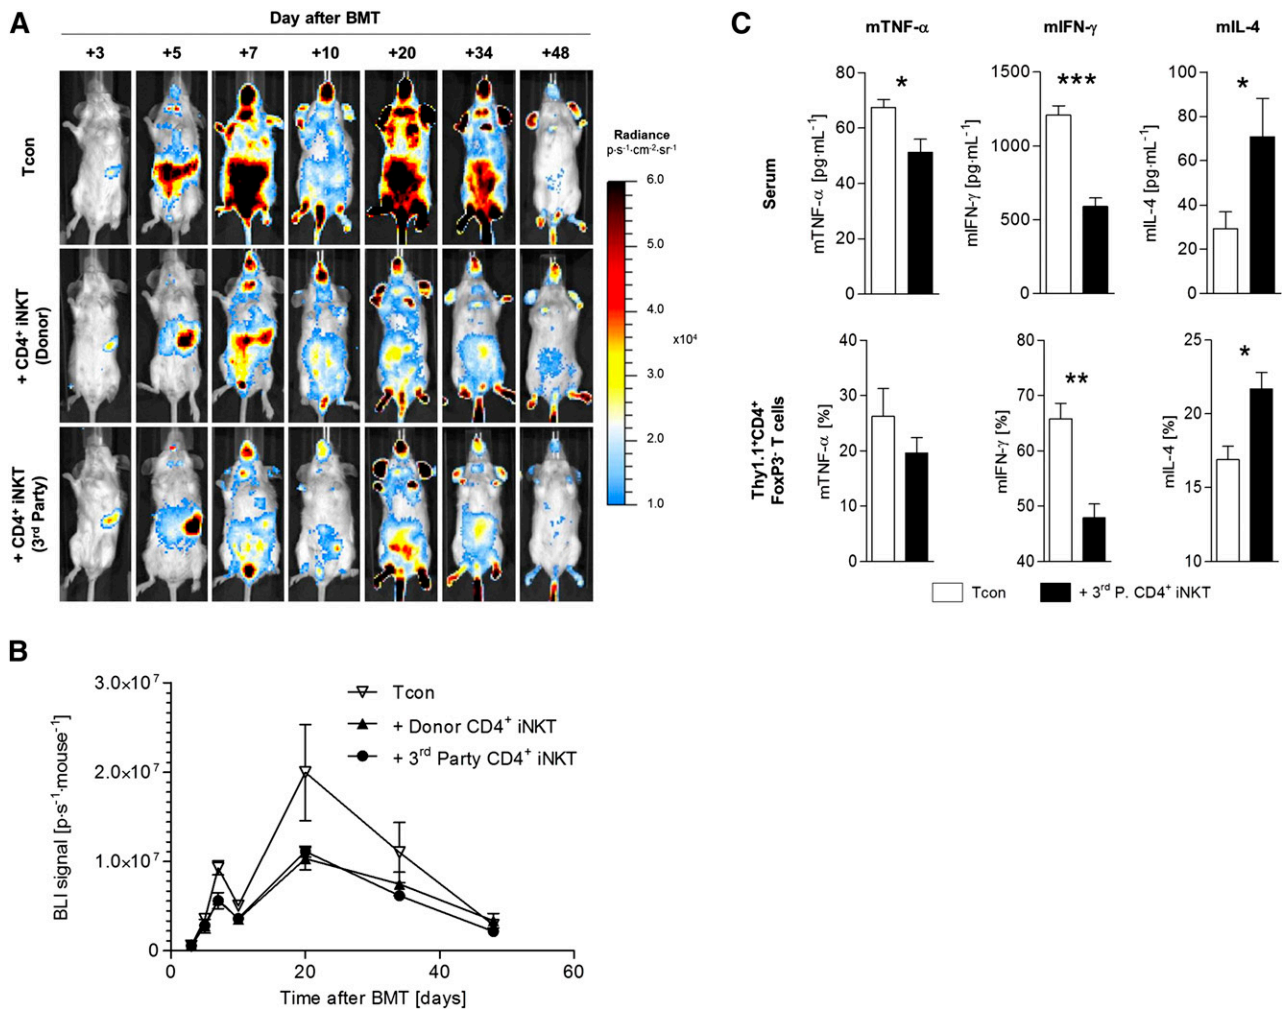 A
Day after BMT
+3 +5 +7 +10 +20 +34 +48
Tcon
+ CD4⁺ iNKT
(Donor)
+ CD4⁺ iNKT
(3ʳᵈ Party)
Radiance
p·s⁻¹·cm⁻²·sr⁻¹
6.0
5.0
4.0
x10⁴
3.0
2.0
1.0
B
BLI signal [p·s⁻¹·mouse⁻¹]
3.0×10⁷
2.0×10⁷
1.0×10⁷
0
0 20 40 60
Time after BMT [days]
Tcon
+ Donor CD4⁺ iNKT
+ 3ʳᵈ Party CD4⁺ iNKT
C
mTNF-α mIFN-γ mIL-4
Serum
mTNF-α [pg·mL⁻¹]
80
60
40
20
0
*
mIFN-γ [pg·mL⁻¹]
1500
1000
500
0
***
mIL-4 [pg·mL⁻¹]
100
80
60
40
20
0
*
Thy1.1⁺CD4⁺
FoxP3⁻ T cells
mTNF-α [%]
40
30
20
10
0
mIFN-γ [%]
80
70
60
50
40
**
mIL-4 [%]
25
20
15
10
*
Tcon
+ 3ʳᵈ P. CD4⁺ iNKT